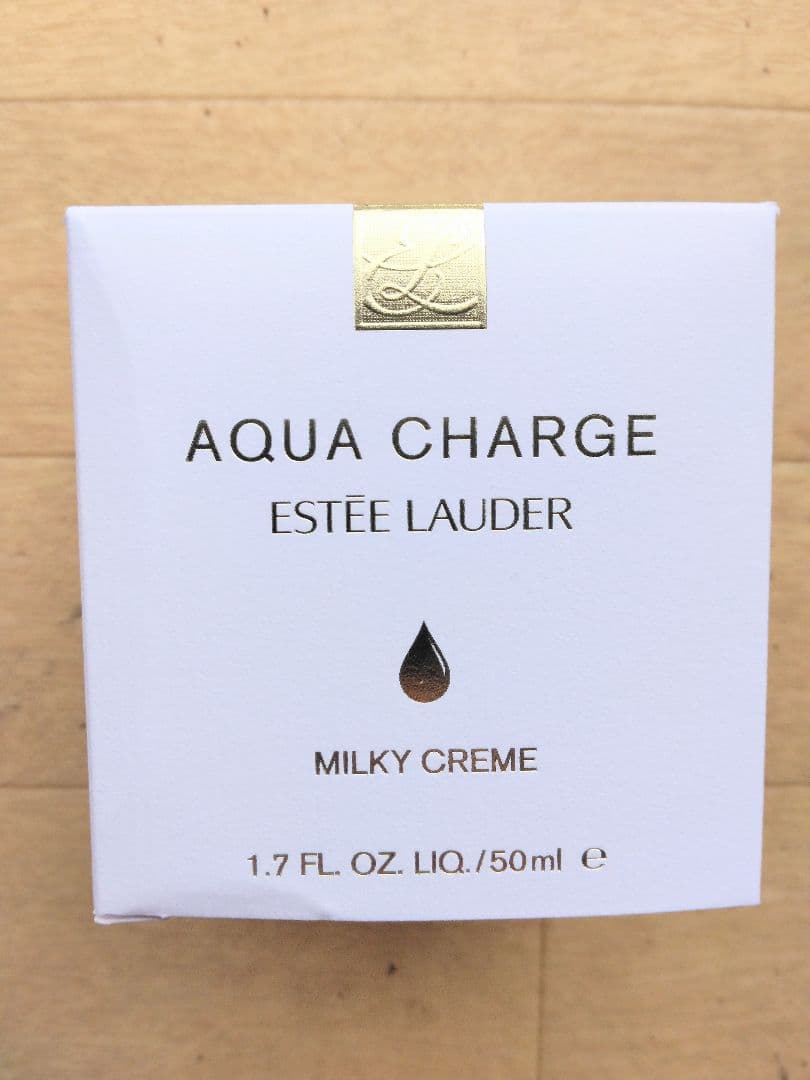 AQUA CHARGE
ESTĒE LAUDER
MILKY CREME
1.7 FL. OZ. LIQ./50ml ℮